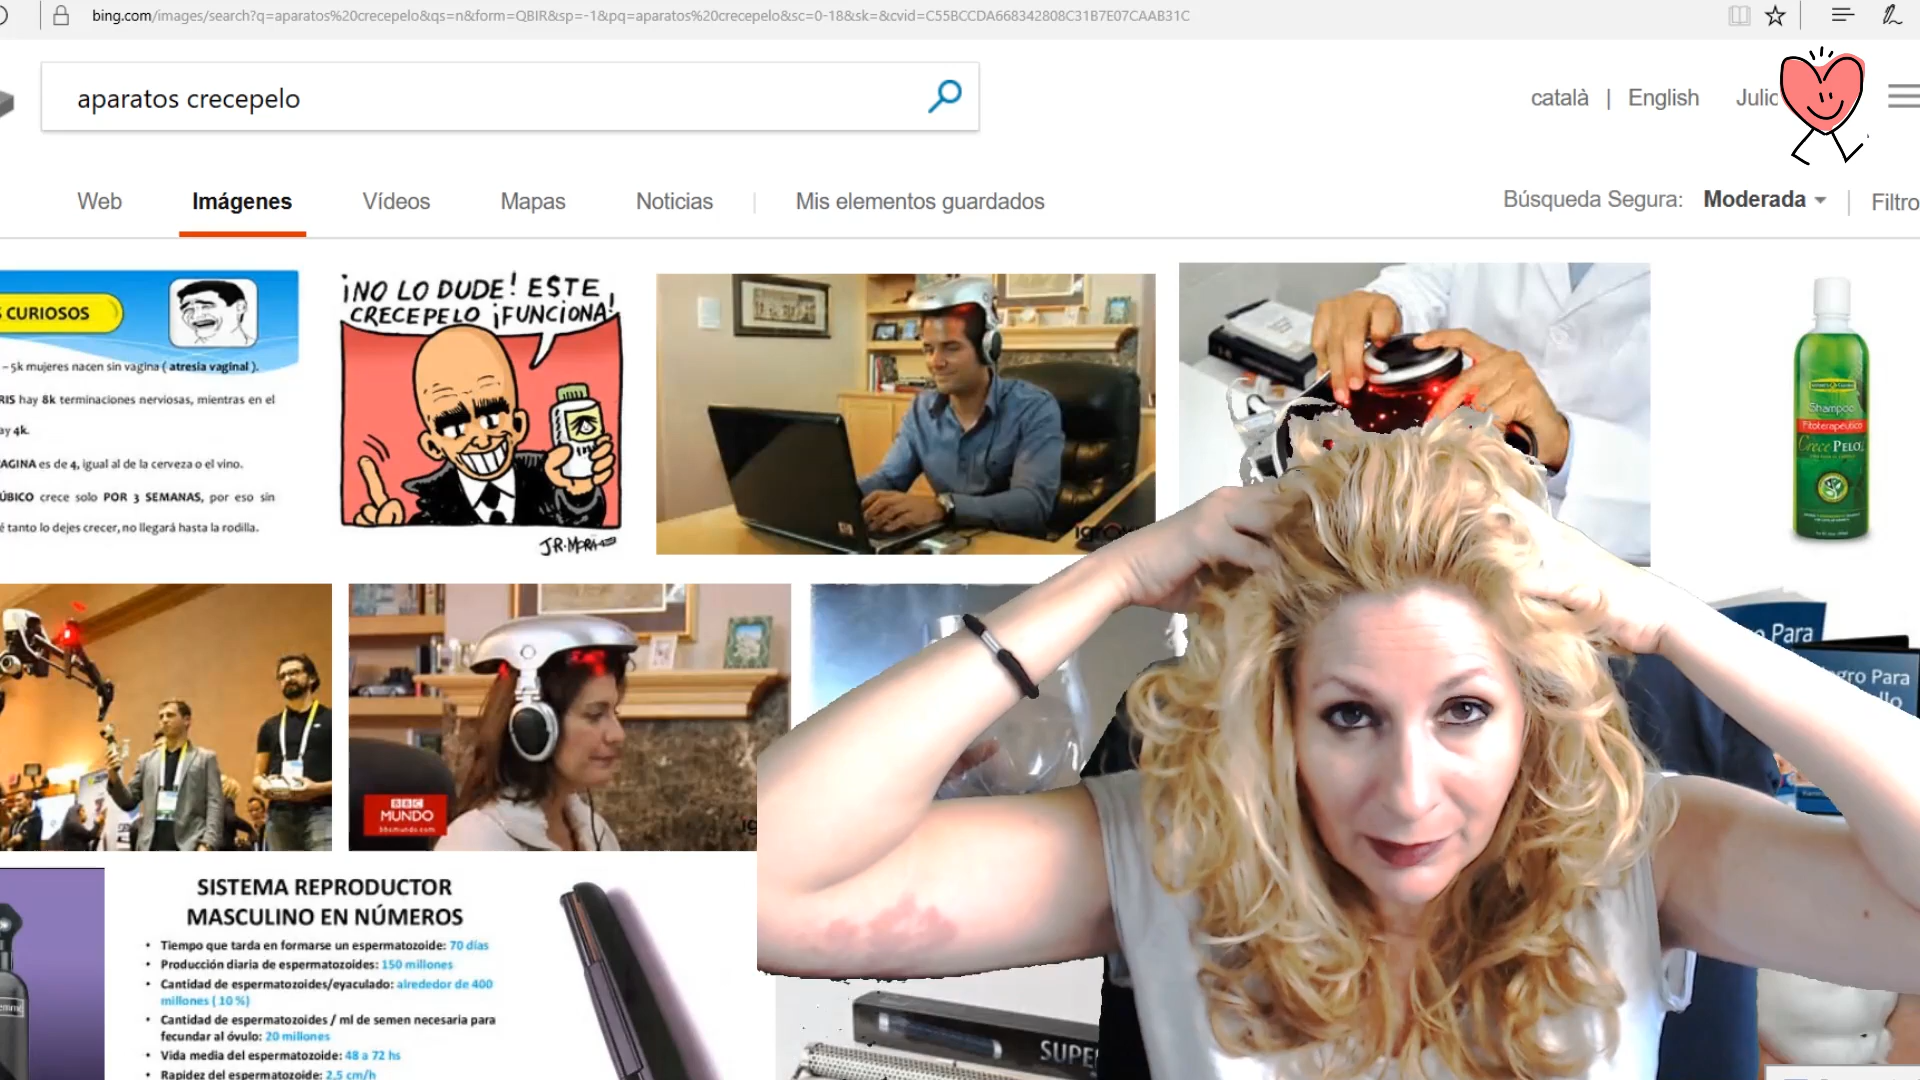 bing.com/images/search?q=aparatos%20crecepelo&qs=n&form=QBIR&sp=-1&pq=aparatos%20crecepelo&sc=0-18&sk=&cvid=C55BCCDA668342808C31B7E07CAAB31C
aparatos crecepelo
català | English Julio
Web Imágenes Vídeos Mapas Noticias Mis elementos guardados
Búsqueda Segura: Moderada Filtro
CURIOSOS
– 5k mujeres nacen sin vagina ( atresia vaginal ).
RIS hay 8k terminaciones nerviosas, mientras en el
ay 4k.
AGINA es de 4, igual al de la cerveza o el vino.
ÚBICO crece solo POR 3 SEMANAS, por eso sin
é tanto lo dejes crecer, no llegará hasta la rodilla.
¡NO LO DUDE! ESTE
CRECEPELO ¡FUNCIONA!
J.R. MORA
Shampoo
Fitoterapéutico
Crece PELO
BBC
MUNDO
bbcmundo.com
Para
gro Para
llo
SISTEMA REPRODUCTOR
MASCULINO EN NÚMEROS
• Tiempo que tarda en formarse un espermatozoide: 70 días
• Producción diaria de espermatozoides: 150 millones
• Cantidad de espermatozoides/eyaculado: alrededor de 400
millones ( 10 %)
• Cantidad de espermatozoides / ml de semen necesaria para
fecundar al óvulo: 20 millones
• Vida media del espermatozoide: 48 a 72 hs
• Rapidez del espermatozoide: 2,5 cm/h
SUPE